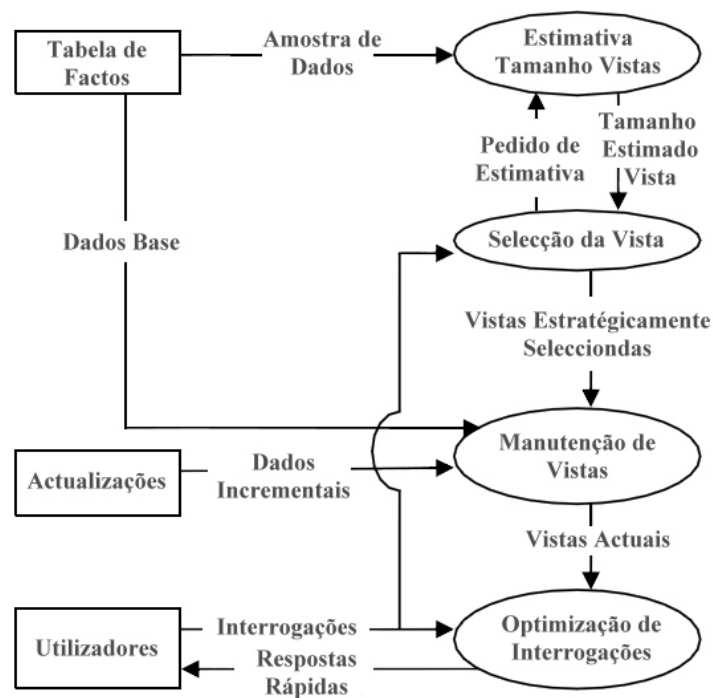 Tabela de
Factos
Amostra de
Dados
Estimativa
Tamanho Vistas
Pedido de
Estimativa
Tamanho
Estimado
Vista
Dados Base
Selecção da Vista
Vistas Estratégicamente
Selecciondas
Manutenção de
Vistas
Actualizações
Dados
Incrementais
Vistas Actuais
Utilizadores
Interrogações
Respostas
Rápidas
Optimização de
Interrogações